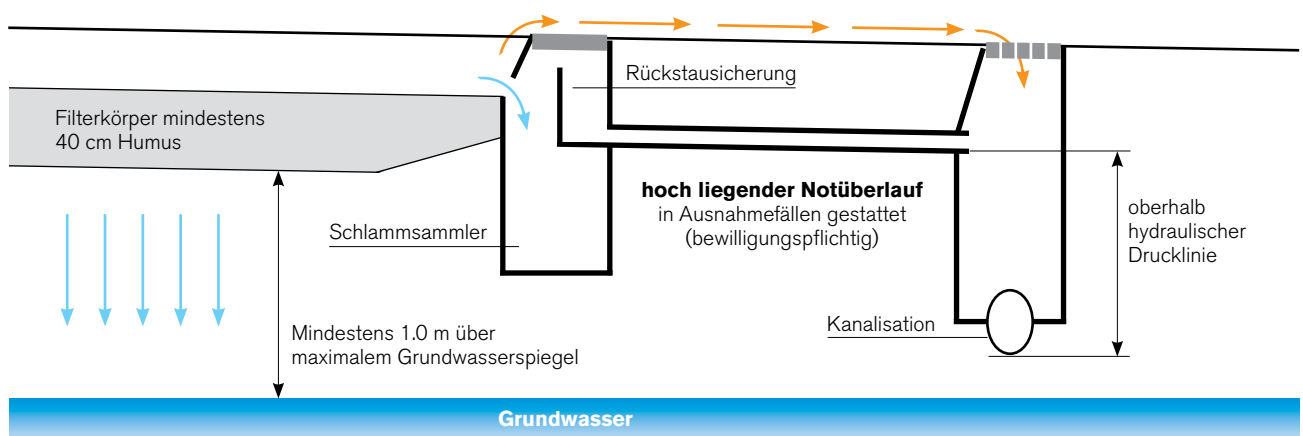 Rückstausicherung
Filterkörper mindestens
40 cm Humus
hoch liegender Notüberlauf
in Ausnahmefällen gestattet
(bewilligungspflichtig)
oberhalb
hydraulischer
Drucklinie
Schlammsammler
Mindestens 1.0 m über
maximalem Grundwasserspiegel
Kanalisation
Grundwasser